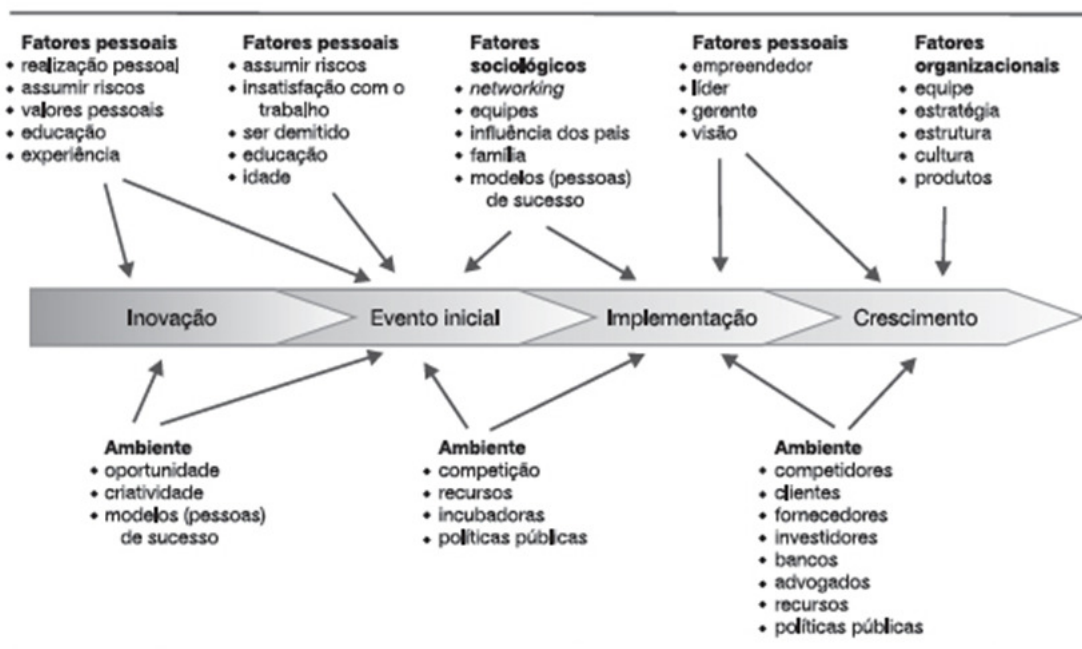 Fatores pessoais
• realização pessoal
• assumir riscos
• valores pessoais
• educação
• experiência
Fatores pessoais
• assumir riscos
• insatisfação com o
trabalho
• ser demitido
• educação
• idade
Fatores
sociológicos
• networking
• equipes
• influência dos pais
• família
• modelos (pessoas)
de sucesso
Fatores pessoais
• empreendedor
• líder
• gerente
• visão
Fatores
organizacionais
• equipe
• estratégia
• estrutura
• cultura
• produtos
Inovação
Evento inicial
Implementação
Crescimento
Ambiente
• oportunidade
• criatividade
• modelos (pessoas)
de sucesso
Ambiente
• competição
• recursos
• incubadoras
• políticas públicas
Ambiente
• competidores
• clientes
• fornecedores
• investidores
• bancos
• advogados
• recursos
• políticas públicas